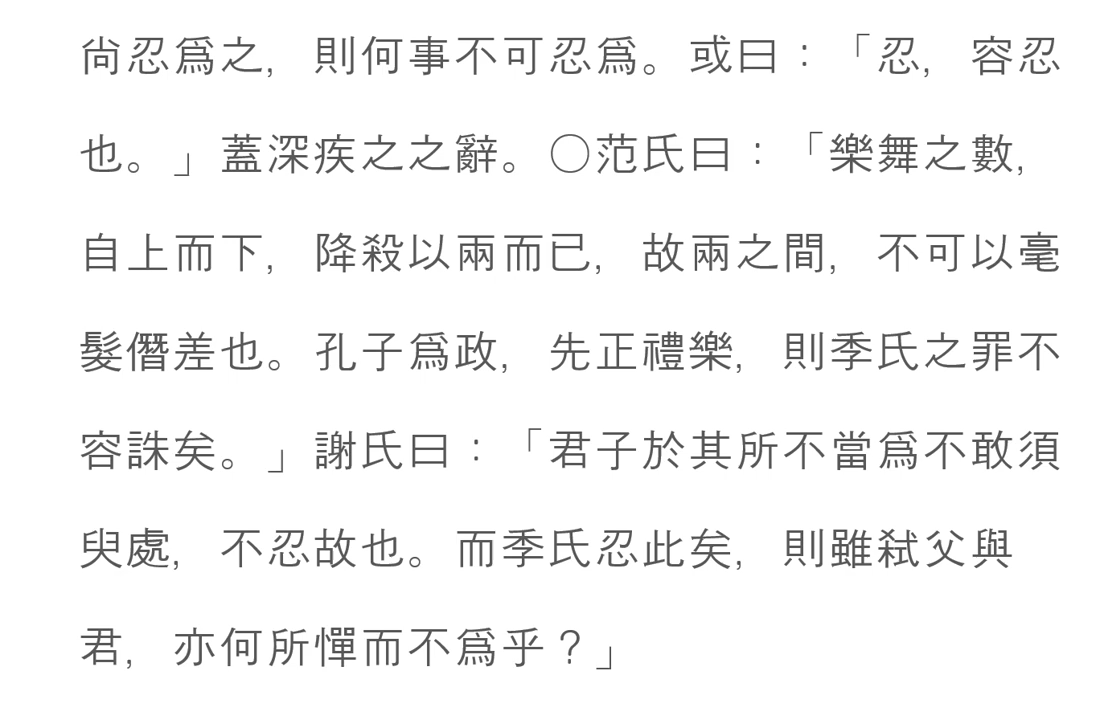 尙忍爲之，則何事不可忍爲。或曰：「忍，容忍
也。」蓋深疾之之辭。〇范氏曰：「樂舞之數，
自上而下，降殺以兩而已，故兩之間，不可以毫
髮僭差也。孔子爲政，先正禮樂，則季氏之罪不
容誅矣。」謝氏曰：「君子於其所不當爲不敢須
臾處，不忍故也。而季氏忍此矣，則雖弒父與
君，亦何所憚而不爲乎？」